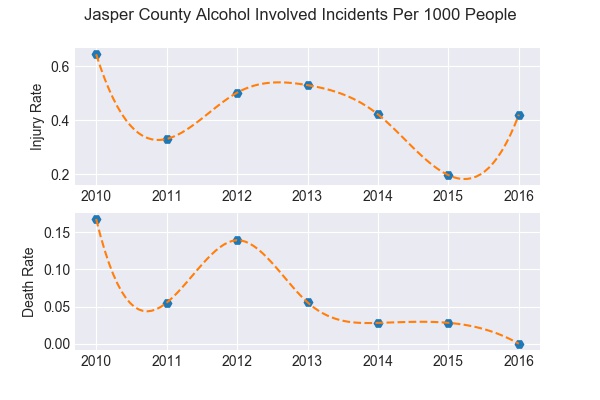 Jasper County Alcohol Involved Incidents Per 1000 People
Injury Rate
0.6
0.4
0.2
2010 2011 2012 2013 2014 2015 2016
Death Rate
0.15
0.10
0.05
0.00
2010 2011 2012 2013 2014 2015 2016